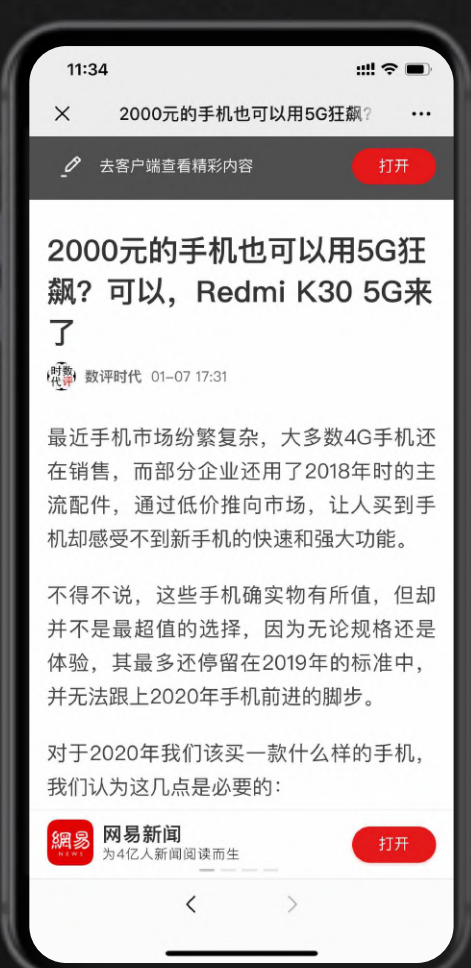 11:34
2000元的手机也可以用5G狂飙?
去客户端查看精彩内容
打开
2000元的手机也可以用5G狂
飙？可以，Redmi K30 5G来
了
时数
代评
数评时代 01-07 17:31
最近手机市场纷繁复杂，大多数4G手机还
在销售，而部分企业还用了2018年时的主
流配件，通过低价推向市场，让人买到手
机却感受不到新手机的快速和强大功能。
不得不说，这些手机确实物有所值，但却
并不是最超值的选择，因为无论规格还是
体验，其最多还停留在2019年的标准中，
并无法跟上2020年手机前进的脚步。
对于2020年我们该买一款什么样的手机，
我们认为这几点是必要的：
網易
NEWS
网易新闻
为4亿人新闻阅读而生
打开